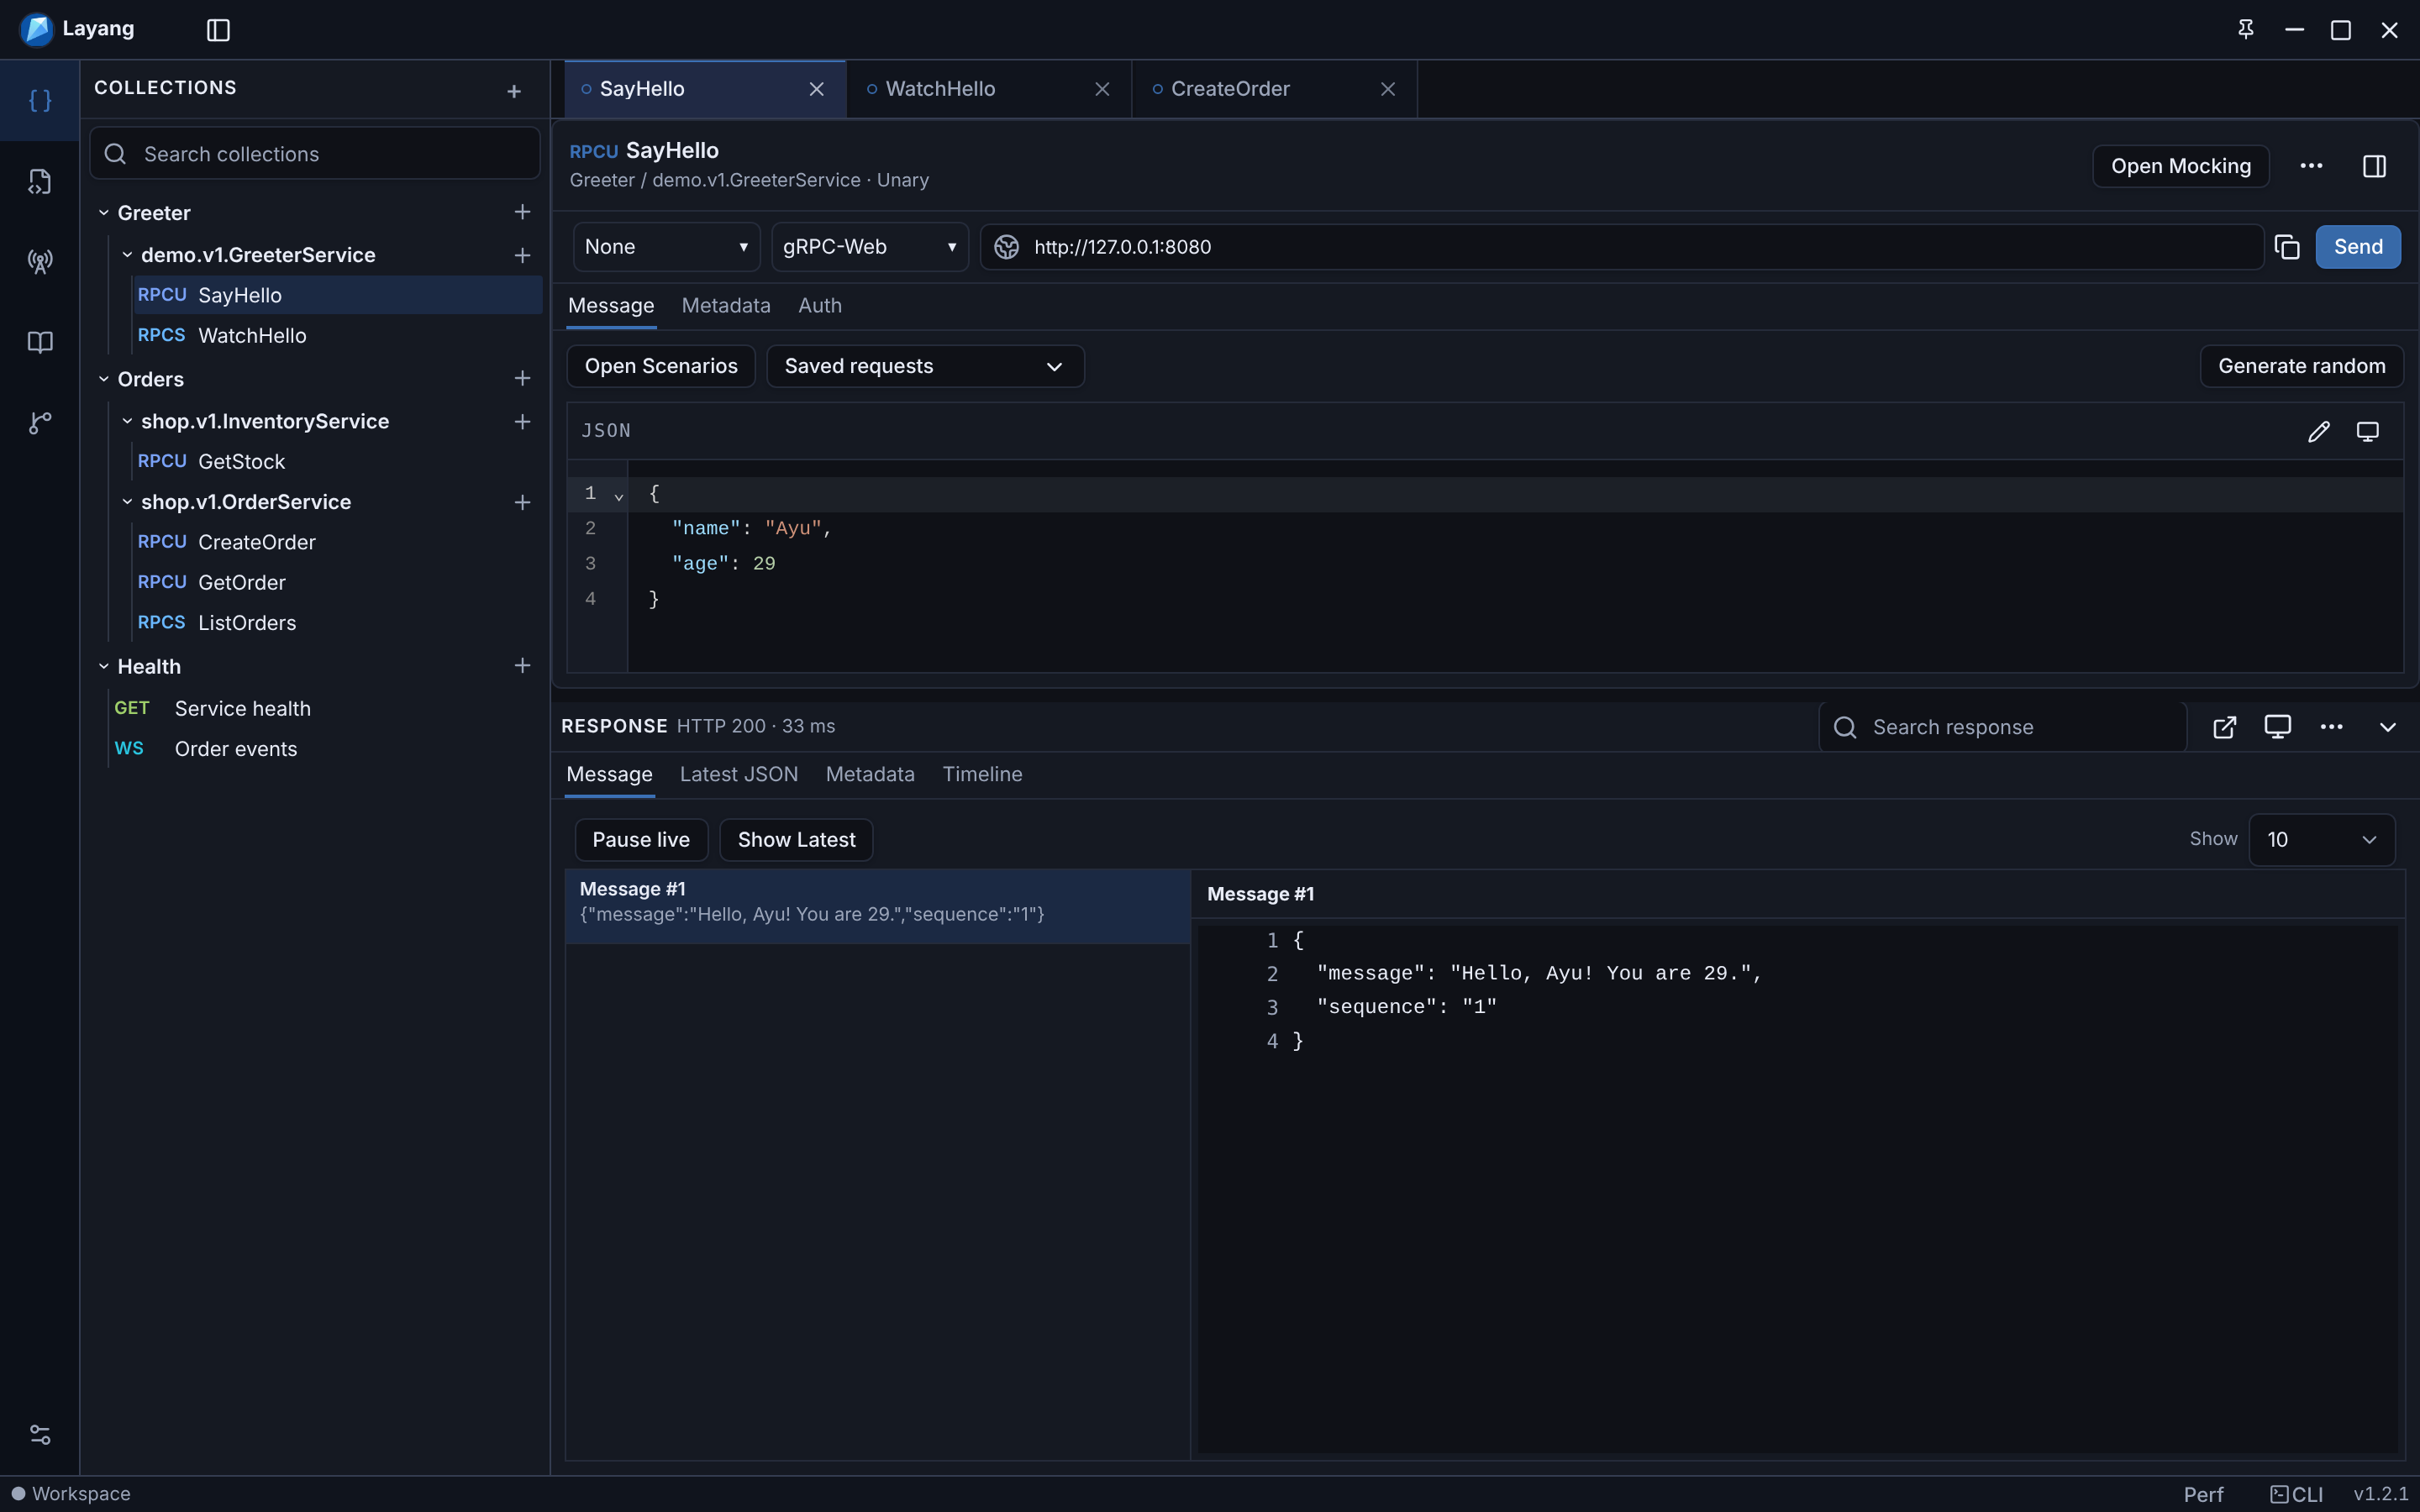 Layang
COLLECTIONS
Search collections
Greeter
demo.v1.GreeterService
RPCU SayHello
RPCS WatchHello
Orders
shop.v1.InventoryService
RPCU GetStock
shop.v1.OrderService
RPCU CreateOrder
RPCU GetOrder
RPCS ListOrders
Health
GET Service health
WS Order events
SayHello WatchHello CreateOrder
RPCU SayHello
Greeter / demo.v1.GreeterService · Unary
Open Mocking
None gRPC-Web http://127.0.0.1:8080 Send
Message Metadata Auth
Open Scenarios Saved requests Generate random
JSON
1 {
2 "name": "Ayu",
3 "age": 29
4 }
RESPONSE HTTP 200 · 33 ms Search response
Message Latest JSON Metadata Timeline
Pause live Show Latest Show 10
Message #1
{"message":"Hello, Ayu! You are 29.","sequence":"1"}
Message #1
1 {
2 "message": "Hello, Ayu! You are 29.",
3 "sequence": "1"
4 }
Workspace Perf CLI v1.2.1